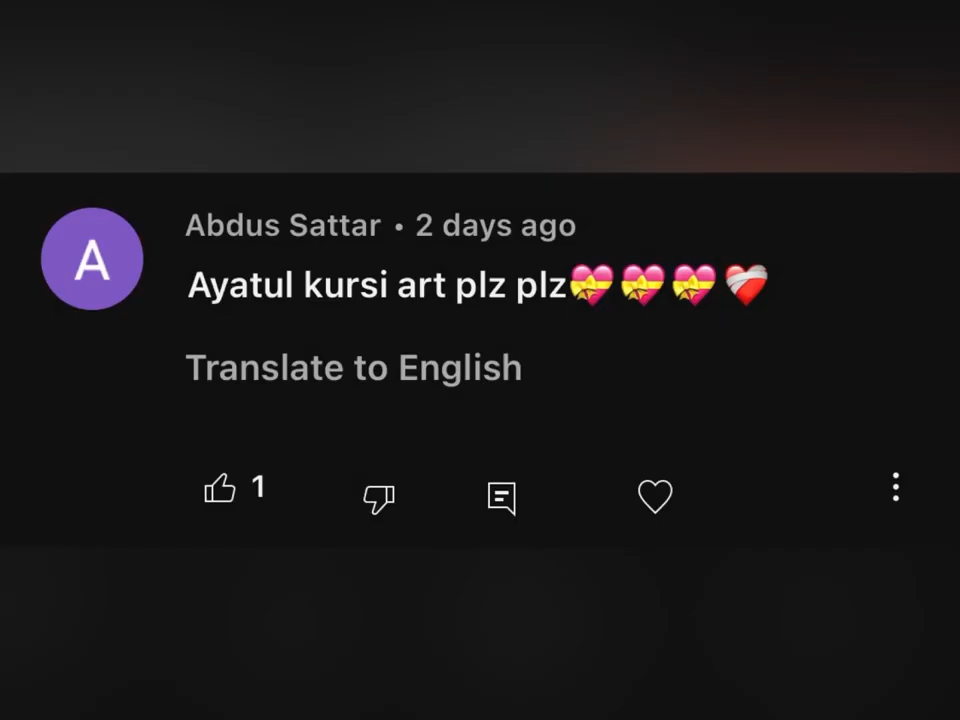 A
Abdus Sattar • 2 days ago
Ayatul kursi art plz plz💝💝💝❤️‍🩹
Translate to English
1